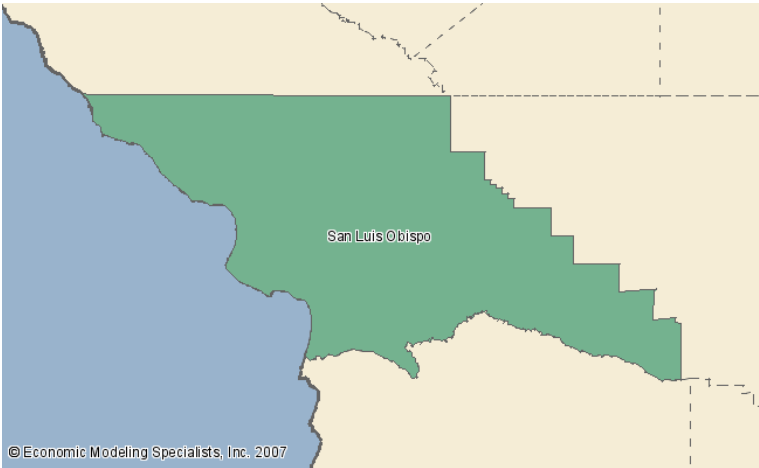 San Luis Obispo
© Economic Modeling Specialists, Inc. 2007